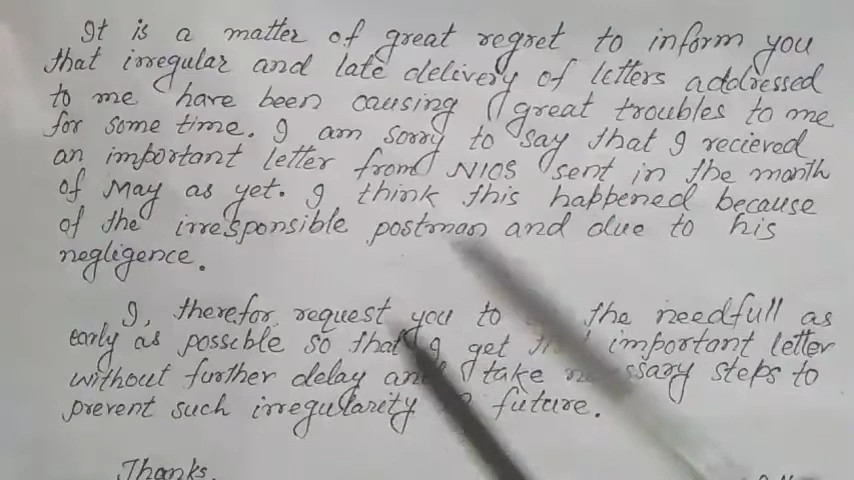 It is a matter of great regret to inform you
that irregular and late delivery of letters addressed
to me have been causing great troubles to me
for some time. I am sorry to say that I recieved
an important letter from NIOS sent in the month
of May as yet. I think this happened because
of the irresponsible postman and due to his
negligence.
I, therefor request you to the needfull as
early as possible so that I get important letter
without further delay and take steps to
prevent such irregularity future.
Thanks.